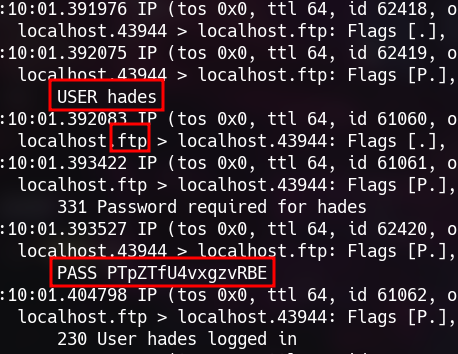 :10:01.391976 IP (tos 0x0, ttl 64, id 62418, o
localhost.43944 > localhost.ftp: Flags [.],
:10:01.392075 IP (tos 0x0, ttl 64, id 62419, o
localhost.43944 > localhost.ftp: Flags [P.],
USER hades
:10:01.392083 IP (tos 0x0, ttl 64, id 61060, o
localhost.ftp > localhost.43944: Flags [.],
:10:01.393422 IP (tos 0x0, ttl 64, id 61061, o
localhost.ftp > localhost.43944: Flags [P.],
331 Password required for hades
:10:01.393527 IP (tos 0x0, ttl 64, id 62420, o
localhost.43944 > localhost.ftp: Flags [P.],
PASS PTpZTfU4vxgzvRBE
:10:01.404798 IP (tos 0x0, ttl 64, id 61062, o
localhost.ftp > localhost.43944: Flags [P.],
230 User hades logged in